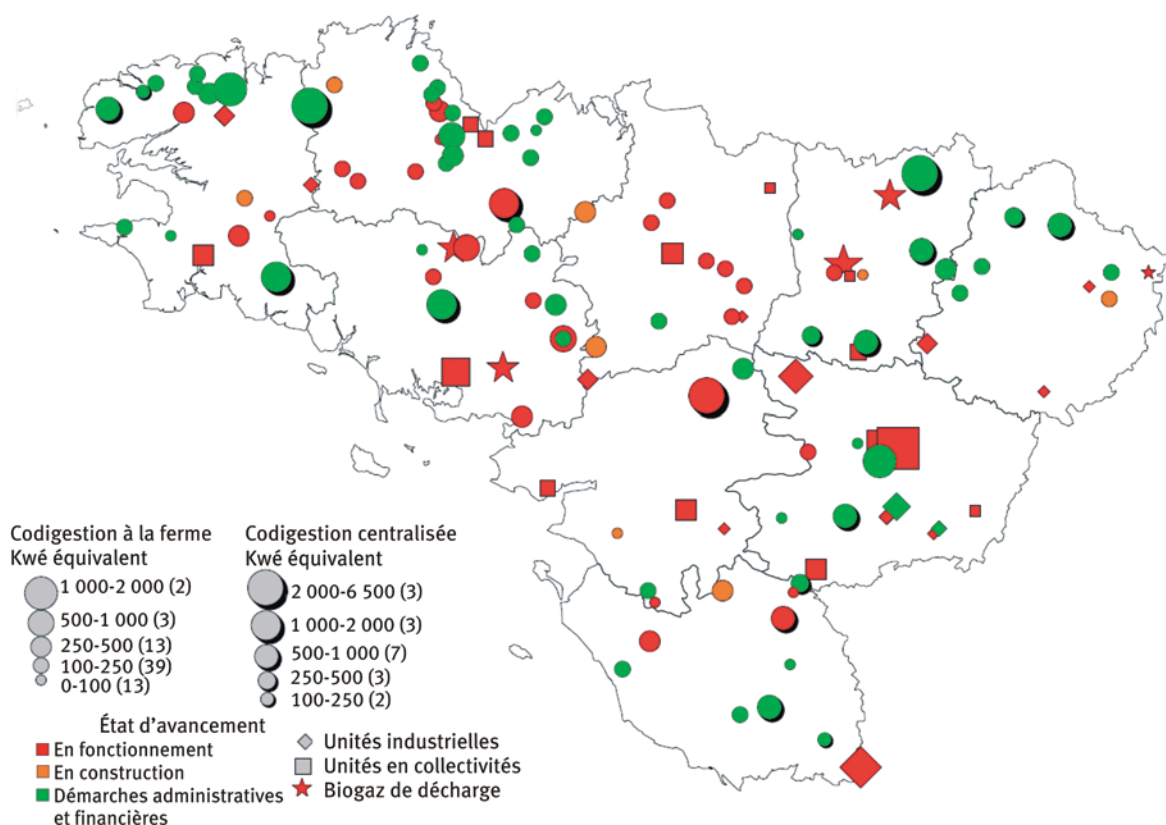 Codigestion à la ferme
Kwé équivalent
1 000-2 000 (2)
500-1 000 (3)
250-500 (13)
100-250 (39)
0-100 (13)
Codigestion centralisée
Kwé équivalent
2 000-6 500 (3)
1 000-2 000 (3)
500-1 000 (7)
250-500 (3)
100-250 (2)
État d’avancement
En fonctionnement
En construction
Démarches administratives
et financières
Unités industrielles
Unités en collectivités
Biogaz de décharge